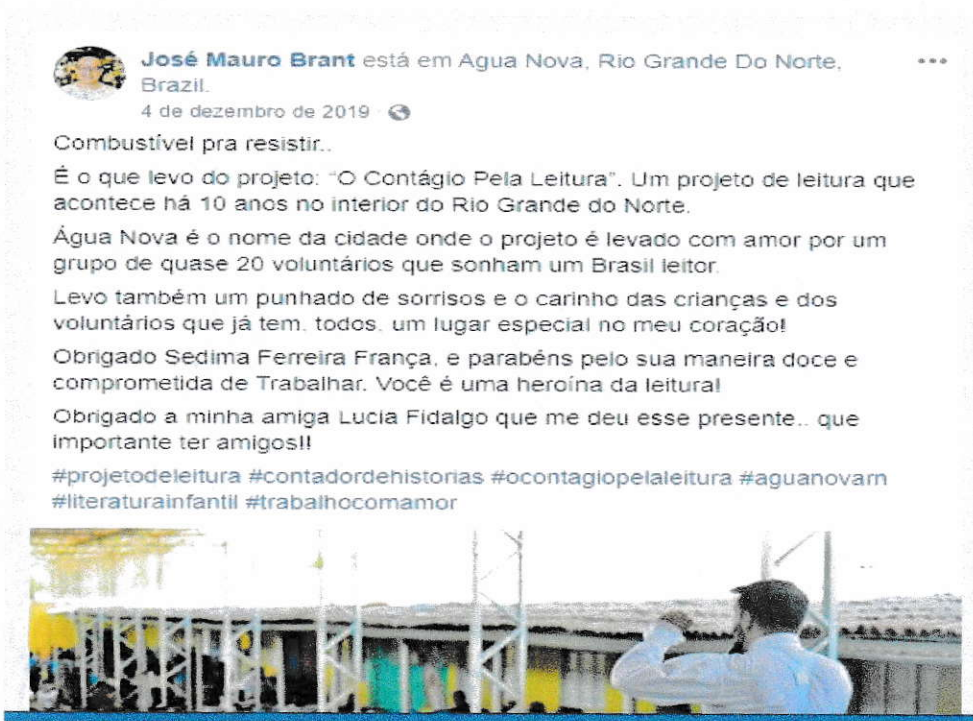 José Mauro Brant está em Agua Nova, Rio Grande Do Norte,
Brazil.
4 de dezembro de 2019
Combustível pra resistir..
É o que levo do projeto: "O Contágio Pela Leitura". Um projeto de leitura que
acontece há 10 anos no interior do Rio Grande do Norte.
Água Nova é o nome da cidade onde o projeto é levado com amor por um
grupo de quase 20 voluntários que sonham um Brasil leitor.
Levo também um punhado de sorrisos e o carinho das crianças e dos
voluntários que já tem, todos, um lugar especial no meu coração!
Obrigado Sedima Ferreira França, e parabéns pelo sua maneira doce e
comprometida de Trabalhar. Você é uma heroína da leitura!
Obrigado a minha amiga Lucia Fidalgo que me deu esse presente.. que
importante ter amigos!!
#projetodeleitura #contadordehistorias #ocontagiopelaleitura #aguanovarn
#literaturainfantil #trabalhocomamor